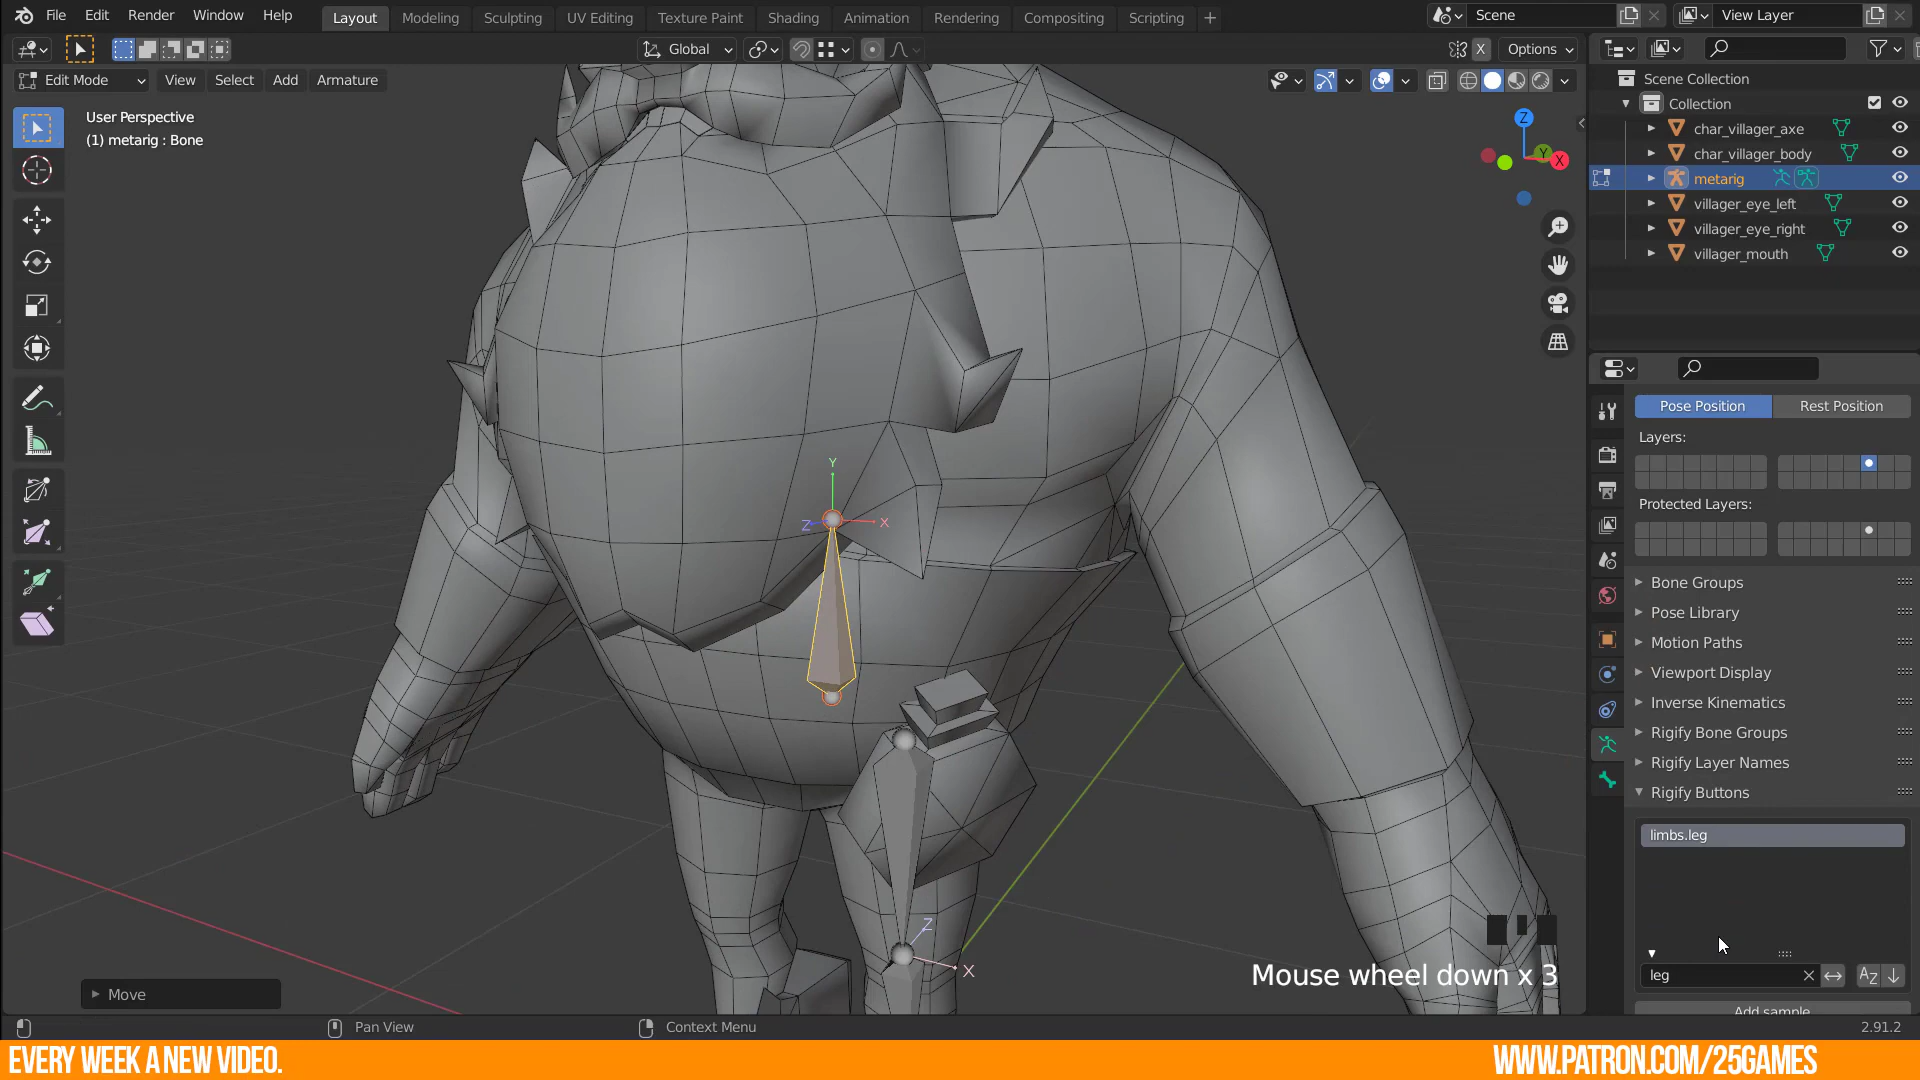 File Edit Render Window Help Layout Modeling Sculpting UV Editing Texture Paint Shading Animation Rendering Compositing Scripting + Scene View Layer
Global X Options
Edit Mode View Select Add Armature
User Perspective
(1) metarig : Bone
Scene Collection
Collection
char_villager_axe
char_villager_body
metarig
villager_eye_left
villager_eye_right
villager_mouth
Z
Y
X
Pose Position Rest Position
Layers:
Protected Layers:
Bone Groups
Pose Library
Motion Paths
Viewport Display
Inverse Kinematics
Rigify Bone Groups
Rigify Layer Names
Rigify Buttons
limbs.leg
leg
Add sample
Y
Z
X
Z
X
Mouse wheel down x 3
Move
Pan View
Context Menu
2.91.2
EVERY WEEK A NEW VIDEO.
WWW.PATRON.COM/25GAMES